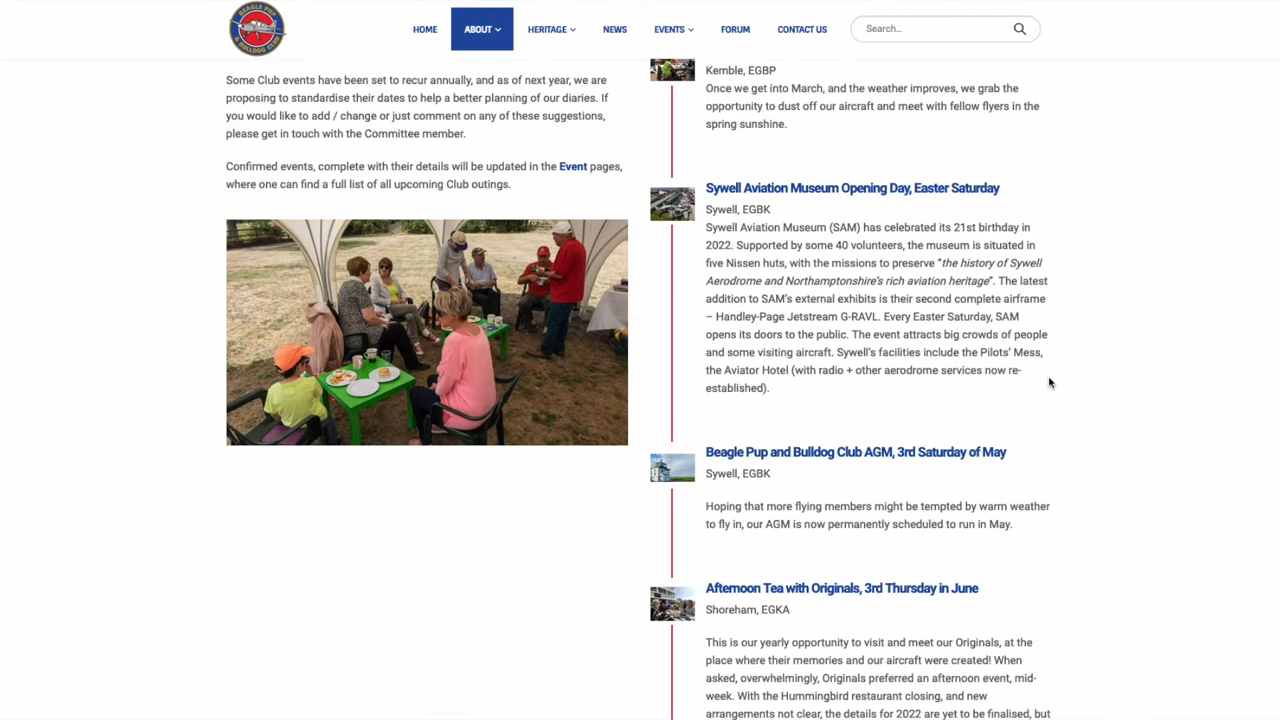 BEAGLE PUP
& BULLDOG CLUB
HOME
ABOUT
HERITAGE
NEWS
EVENTS
FORUM
CONTACT US
Search...
Some Club events have been set to recur annually, and as of next year, we are
proposing to standardise their dates to help a better planning of our diaries. If
you would like to add / change or just comment on any of these suggestions,
please get in touch with the Committee member.
Confirmed events, complete with their details will be updated in the Event pages,
where one can find a full list of all upcoming Club outings.
Kemble, EGBP
Once we get into March, and the weather improves, we grab the
opportunity to dust off our aircraft and meet with fellow flyers in the
spring sunshine.
Sywell Aviation Museum Opening Day, Easter Saturday
Sywell, EGBK
Sywell Aviation Museum (SAM) has celebrated its 21st birthday in
2022. Supported by some 40 volunteers, the museum is situated in
five Nissen huts, with the missions to preserve “the history of Sywell
Aerodrome and Northamptonshire’s rich aviation heritage”. The latest
addition to SAM’s external exhibits is their second complete airframe
– Handley-Page Jetstream G-RAVL. Every Easter Saturday, SAM
opens its doors to the public. The event attracts big crowds of people
and some visiting aircraft. Sywell’s facilities include the Pilots’ Mess,
the Aviator Hotel (with radio + other aerodrome services now re-
established).
Beagle Pup and Bulldog Club AGM, 3rd Saturday of May
Sywell, EGBK
Hoping that more flying members might be tempted by warm weather
to fly in, our AGM is now permanently scheduled to run in May.
Afternoon Tea with Originals, 3rd Thursday in June
Shoreham, EGKA
This is our yearly opportunity to visit and meet our Originals, at the
place where their memories and our aircraft were created! When
asked, overwhelmingly, Originals preferred an afternoon event, mid-
week. With the Hummingbird restaurant closing, and new
arrangements not clear, the details for 2022 are yet to be finalised, but